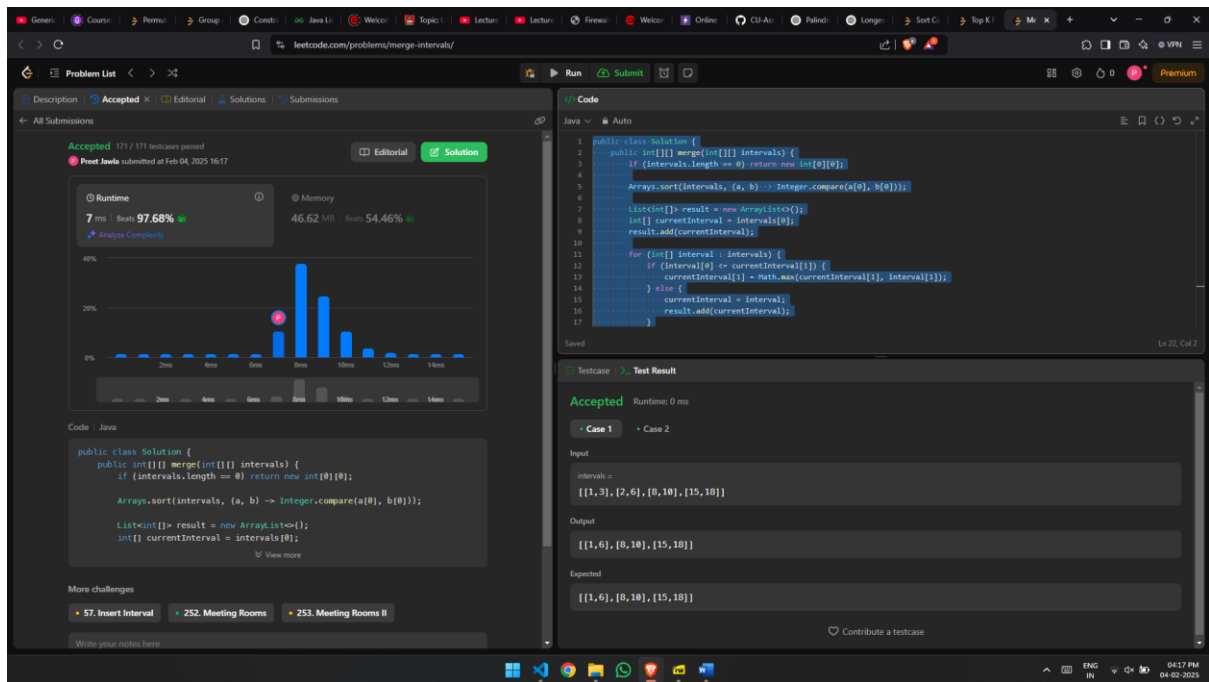 Generic
Course
Permut
Group
Constru
Java Lis
Welcor
Topic:
Lecture
Lecture
Firewal
Welcor
Online
CU-As
Palindr
Longes
Sort Co
Top K F
Me
leetcode.com/problems/merge-intervals/
VPN
Problem List
Run
Submit
0
P
Premium
Description
Accepted
Editorial
Solutions
Submissions
All Submissions
Accepted 171 / 171 testcases passed
Preet Jawla submitted at Feb 04, 2025 16:17
Editorial
Solution
Runtime
7 ms Beats 97.68%
Analyze Complexity
Memory
46.62 MB Beats 54.46%
40%
20%
0%
P
2ms 4ms 6ms 8ms 10ms 12ms 14ms
2ms 4ms 6ms 8ms 10ms 12ms 14ms
Code Java
public class Solution {
public int[][] merge(int[][] intervals) {
if (intervals.length == 0) return new int[0][0];
Arrays.sort(intervals, (a, b) -> Integer.compare(a[0], b[0]));
List<int[]> result = new ArrayList<>();
int[] currentInterval = intervals[0];
View more
More challenges
57. Insert Interval
252. Meeting Rooms
253. Meeting Rooms II
Write your notes here
</> Code
Java Auto
1 public class Solution {
2 public int[][] merge(int[][] intervals) {
3 if (intervals.length == 0) return new int[0][0];
4
5 Arrays.sort(intervals, (a, b) -> Integer.compare(a[0], b[0]));
6
7 List<int[]> result = new ArrayList<>();
8 int[] currentInterval = intervals[0];
9 result.add(currentInterval);
10
11 for (int[] interval : intervals) {
12 if (interval[0] <= currentInterval[1]) {
13 currentInterval[1] = Math.max(currentInterval[1], interval[1]);
14 } else {
15 currentInterval = interval;
16 result.add(currentInterval);
17 }
Saved
Ln 22, Col 2
Testcase
Test Result
Accepted Runtime: 0 ms
Case 1
Case 2
Input
intervals =
[[1,3],[2,6],[8,10],[15,18]]
Output
[[1,6],[8,10],[15,18]]
Expected
[[1,6],[8,10],[15,18]]
Contribute a testcase
ENG
IN
04:17 PM
04-02-2025